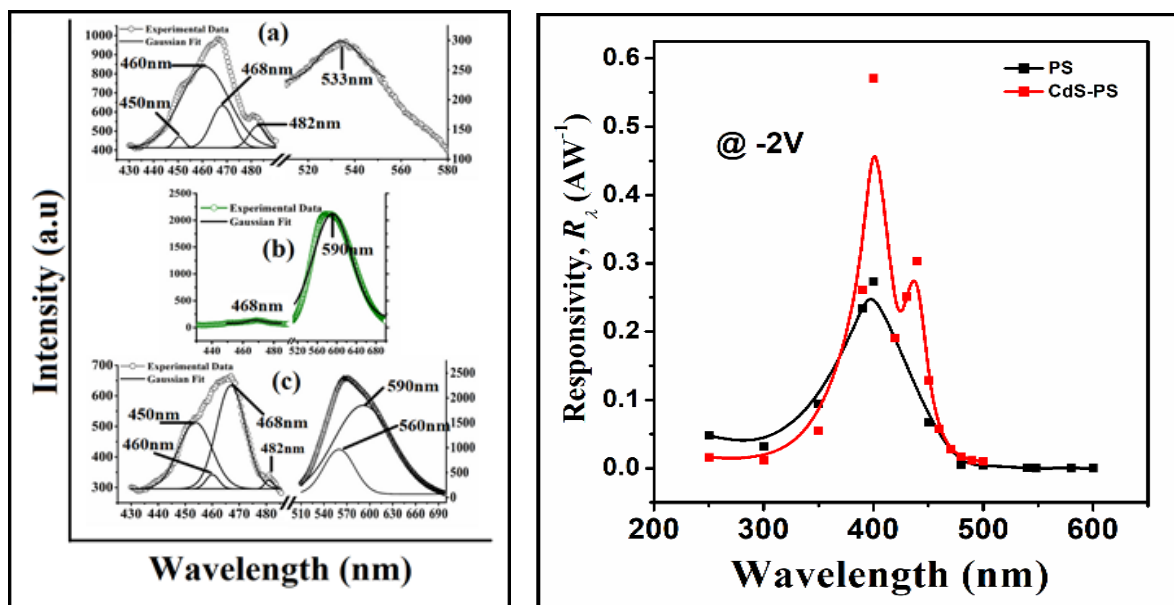 Intensity (a.u)
Experimental Data
Gaussian Fit
(a)
1000
900
800
700
600
500
400
300
250
200
150
100
460nm
468nm
450nm
482nm
533nm
430 440 450 460 470 480
520 540 560 580
2500
2000
1500
1000
500
0
Experimental Data
Gaussian Fit
(b)
590nm
468nm
440 460 480 520 560 600 640 680
700
600
500
400
300
Experimental Data
Gaussian Fit
(c)
2400
2000
1500
1000
500
0
450nm
468nm
460nm
482nm
590nm
560nm
430 440 450 460 470 480
510 540 570 600 630 660 690
Wavelength (nm)
Responsivity, Rλ (AW-1)
0.6
0.5
0.4
0.3
0.2
0.1
0.0
@ -2V
PS
CdS-PS
200 300 400 500 600
Wavelength (nm)